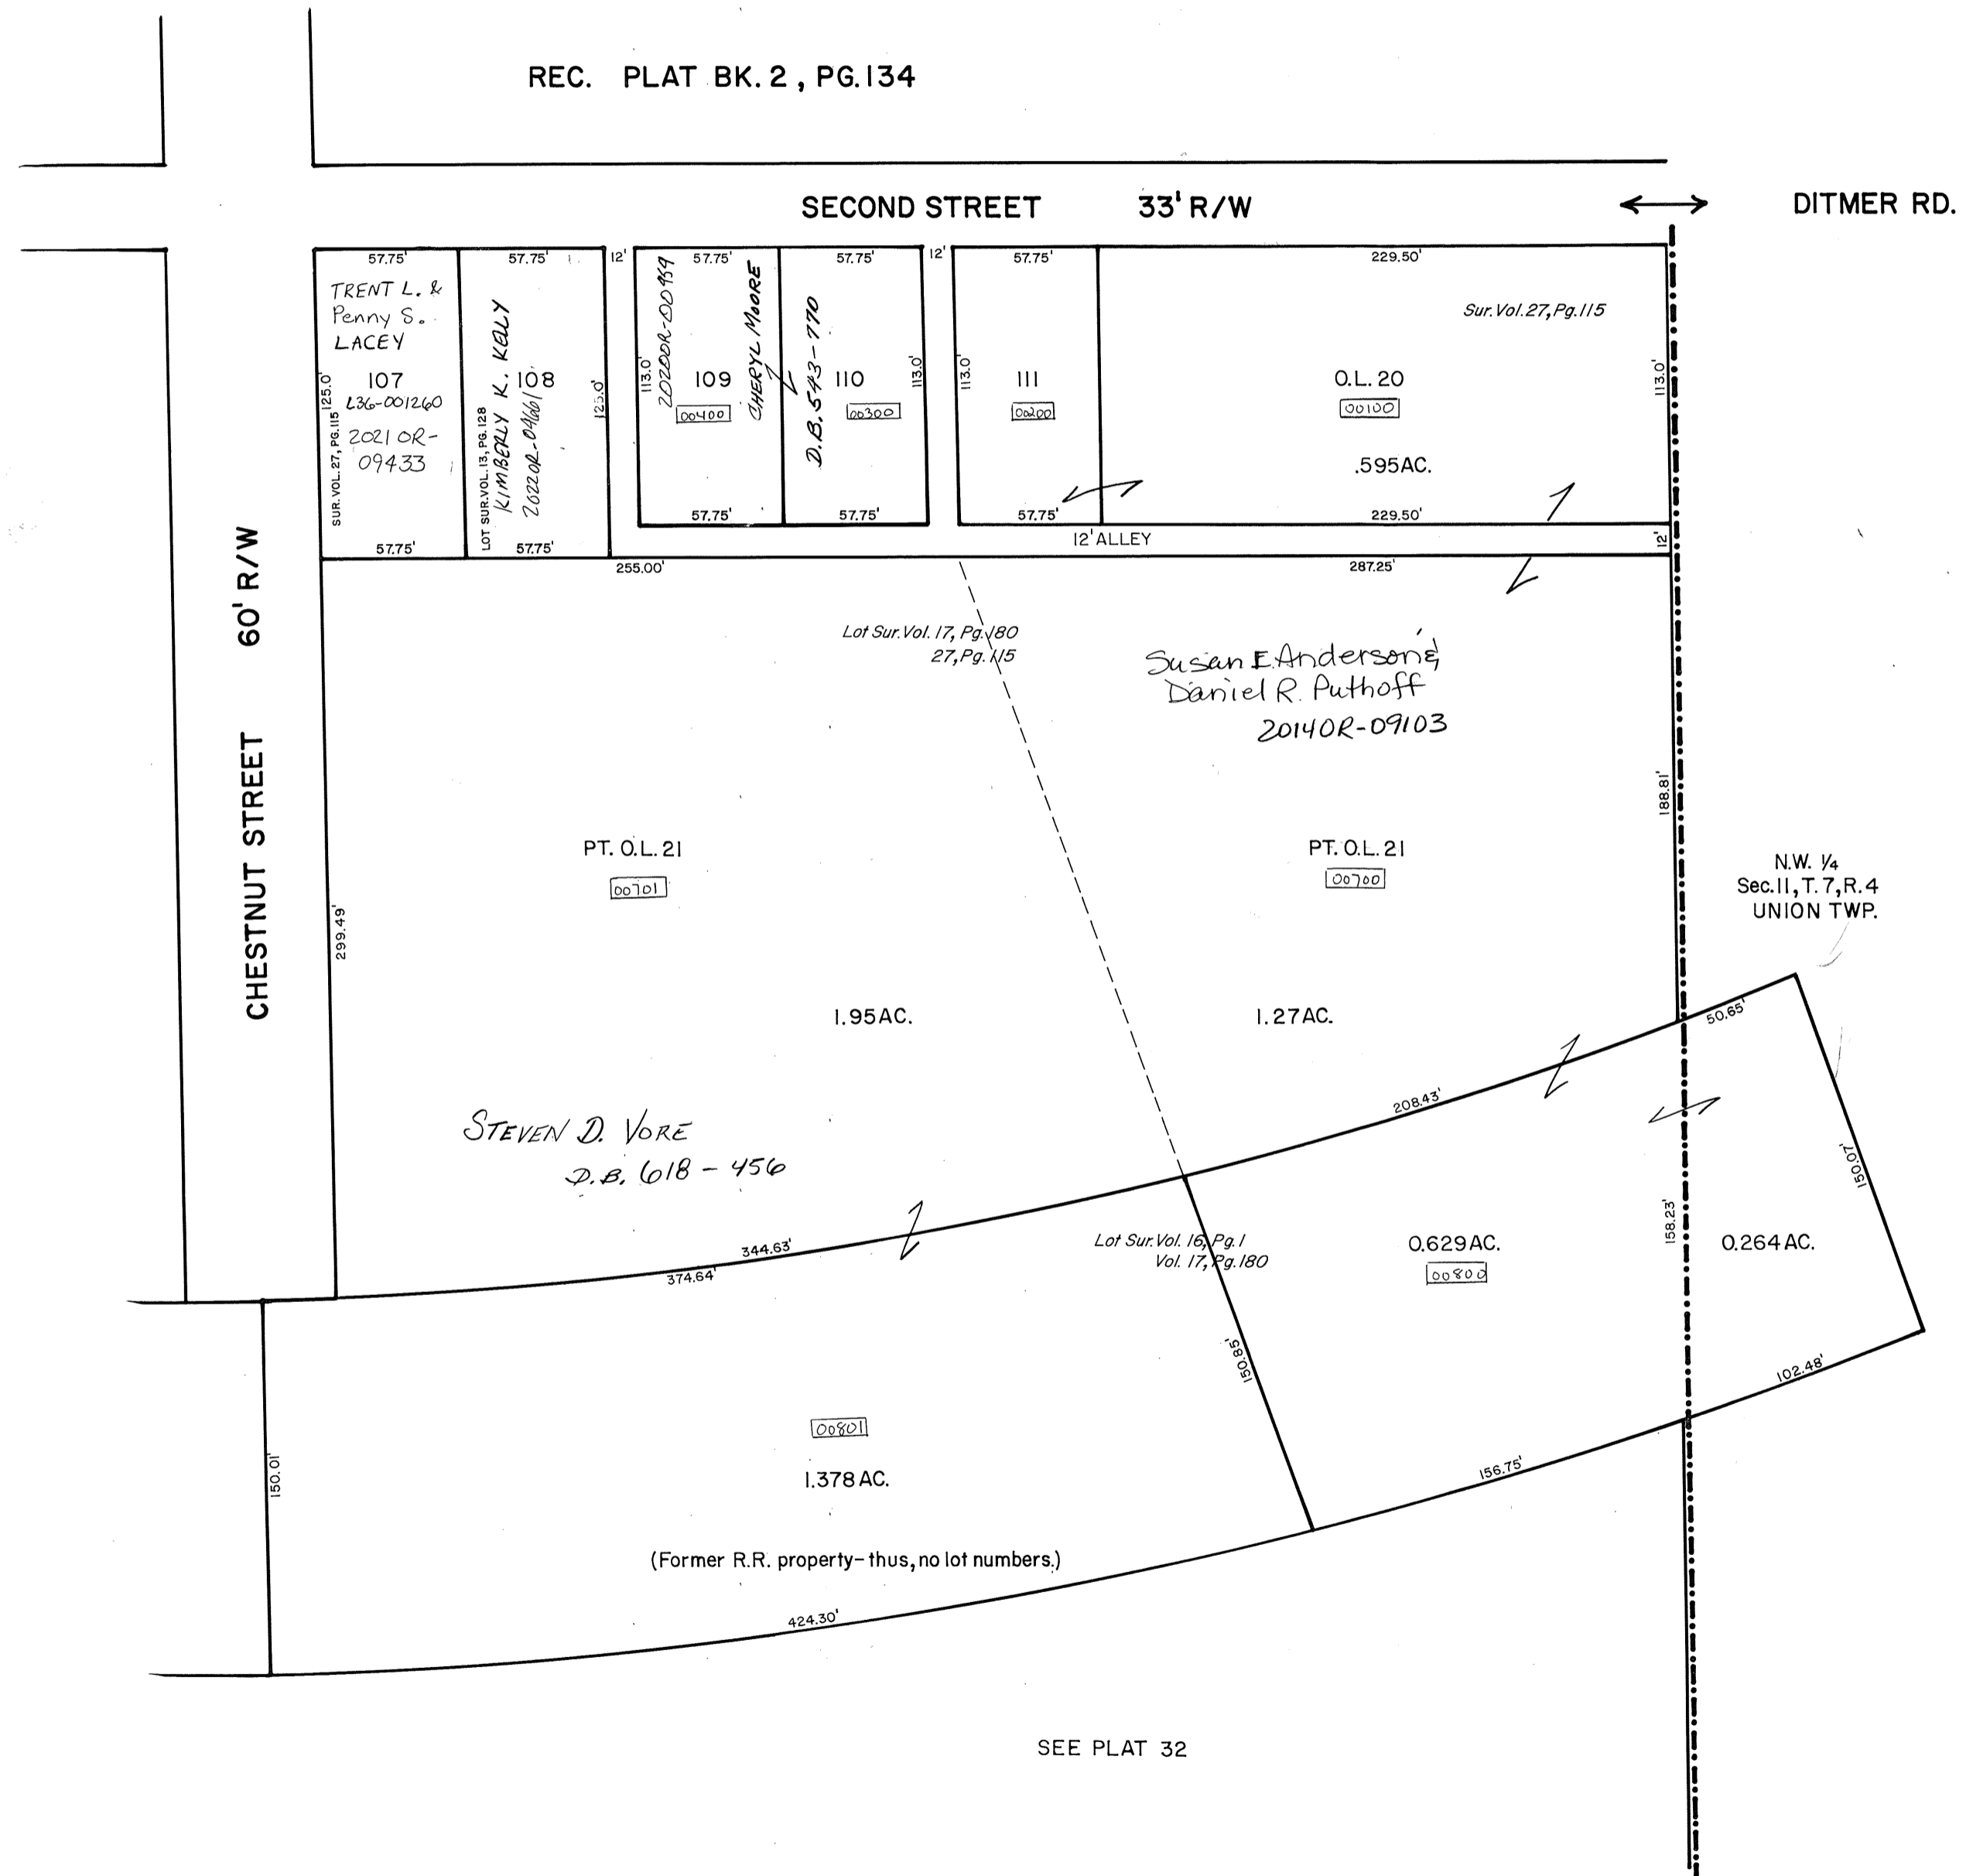 REC. PLAT BK. 2, PG. 134
SECOND STREET 33' R/W
DITMER RD.
57.75'
57.75'
12'
57.75'
57.75'
12'
57.75'
229.50'
TRENT L. &
Penny S.
LACEY
107
L36-001260
2021 OR-
09433
SUR. VOL. 27, PG. 115
125.0'
57.75'
LOT SUR. VOL. 13, PG. 128
KIMBERLY K. KELLY
108
125.0'
57.75'
113.0'
109
00400
CHERYL MOORE
57.75'
D.B. 543-770
110
00300
113.0'
57.75'
113.0'
111
00200
57.75'
Sur. Vol. 27, Pg. 115
O.L. 20
00100
.595 AC.
113.0'
229.50'
12' ALLEY
12'
255.00'
287.25'
CHESTNUT STREET 60' R/W
Lot Sur. Vol. 17, Pg. 180
27, Pg. 115
Susan E. Anderson &
Daniel R. Puthoff
2014OR-09103
188.81'
PT. O.L. 21
00701
PT. O.L. 21
00700
N.W. 1/4
Sec. 11, T. 7, R. 4
UNION TWP.
299.49'
1.95 AC.
1.27 AC.
50.65'
STEVEN D. VORE
D.B. 618-456
208.43'
150.07'
344.63'
374.64'
Lot Sur. Vol. 16, Pg. 1
Vol. 17, Pg. 180
0.629 AC.
00800
158.23'
0.264 AC.
150.85'
102.48'
00801
1.378 AC.
150.01'
156.75'
(Former R.R. property-thus, no lot numbers.)
424.30'
SEE PLAT 32